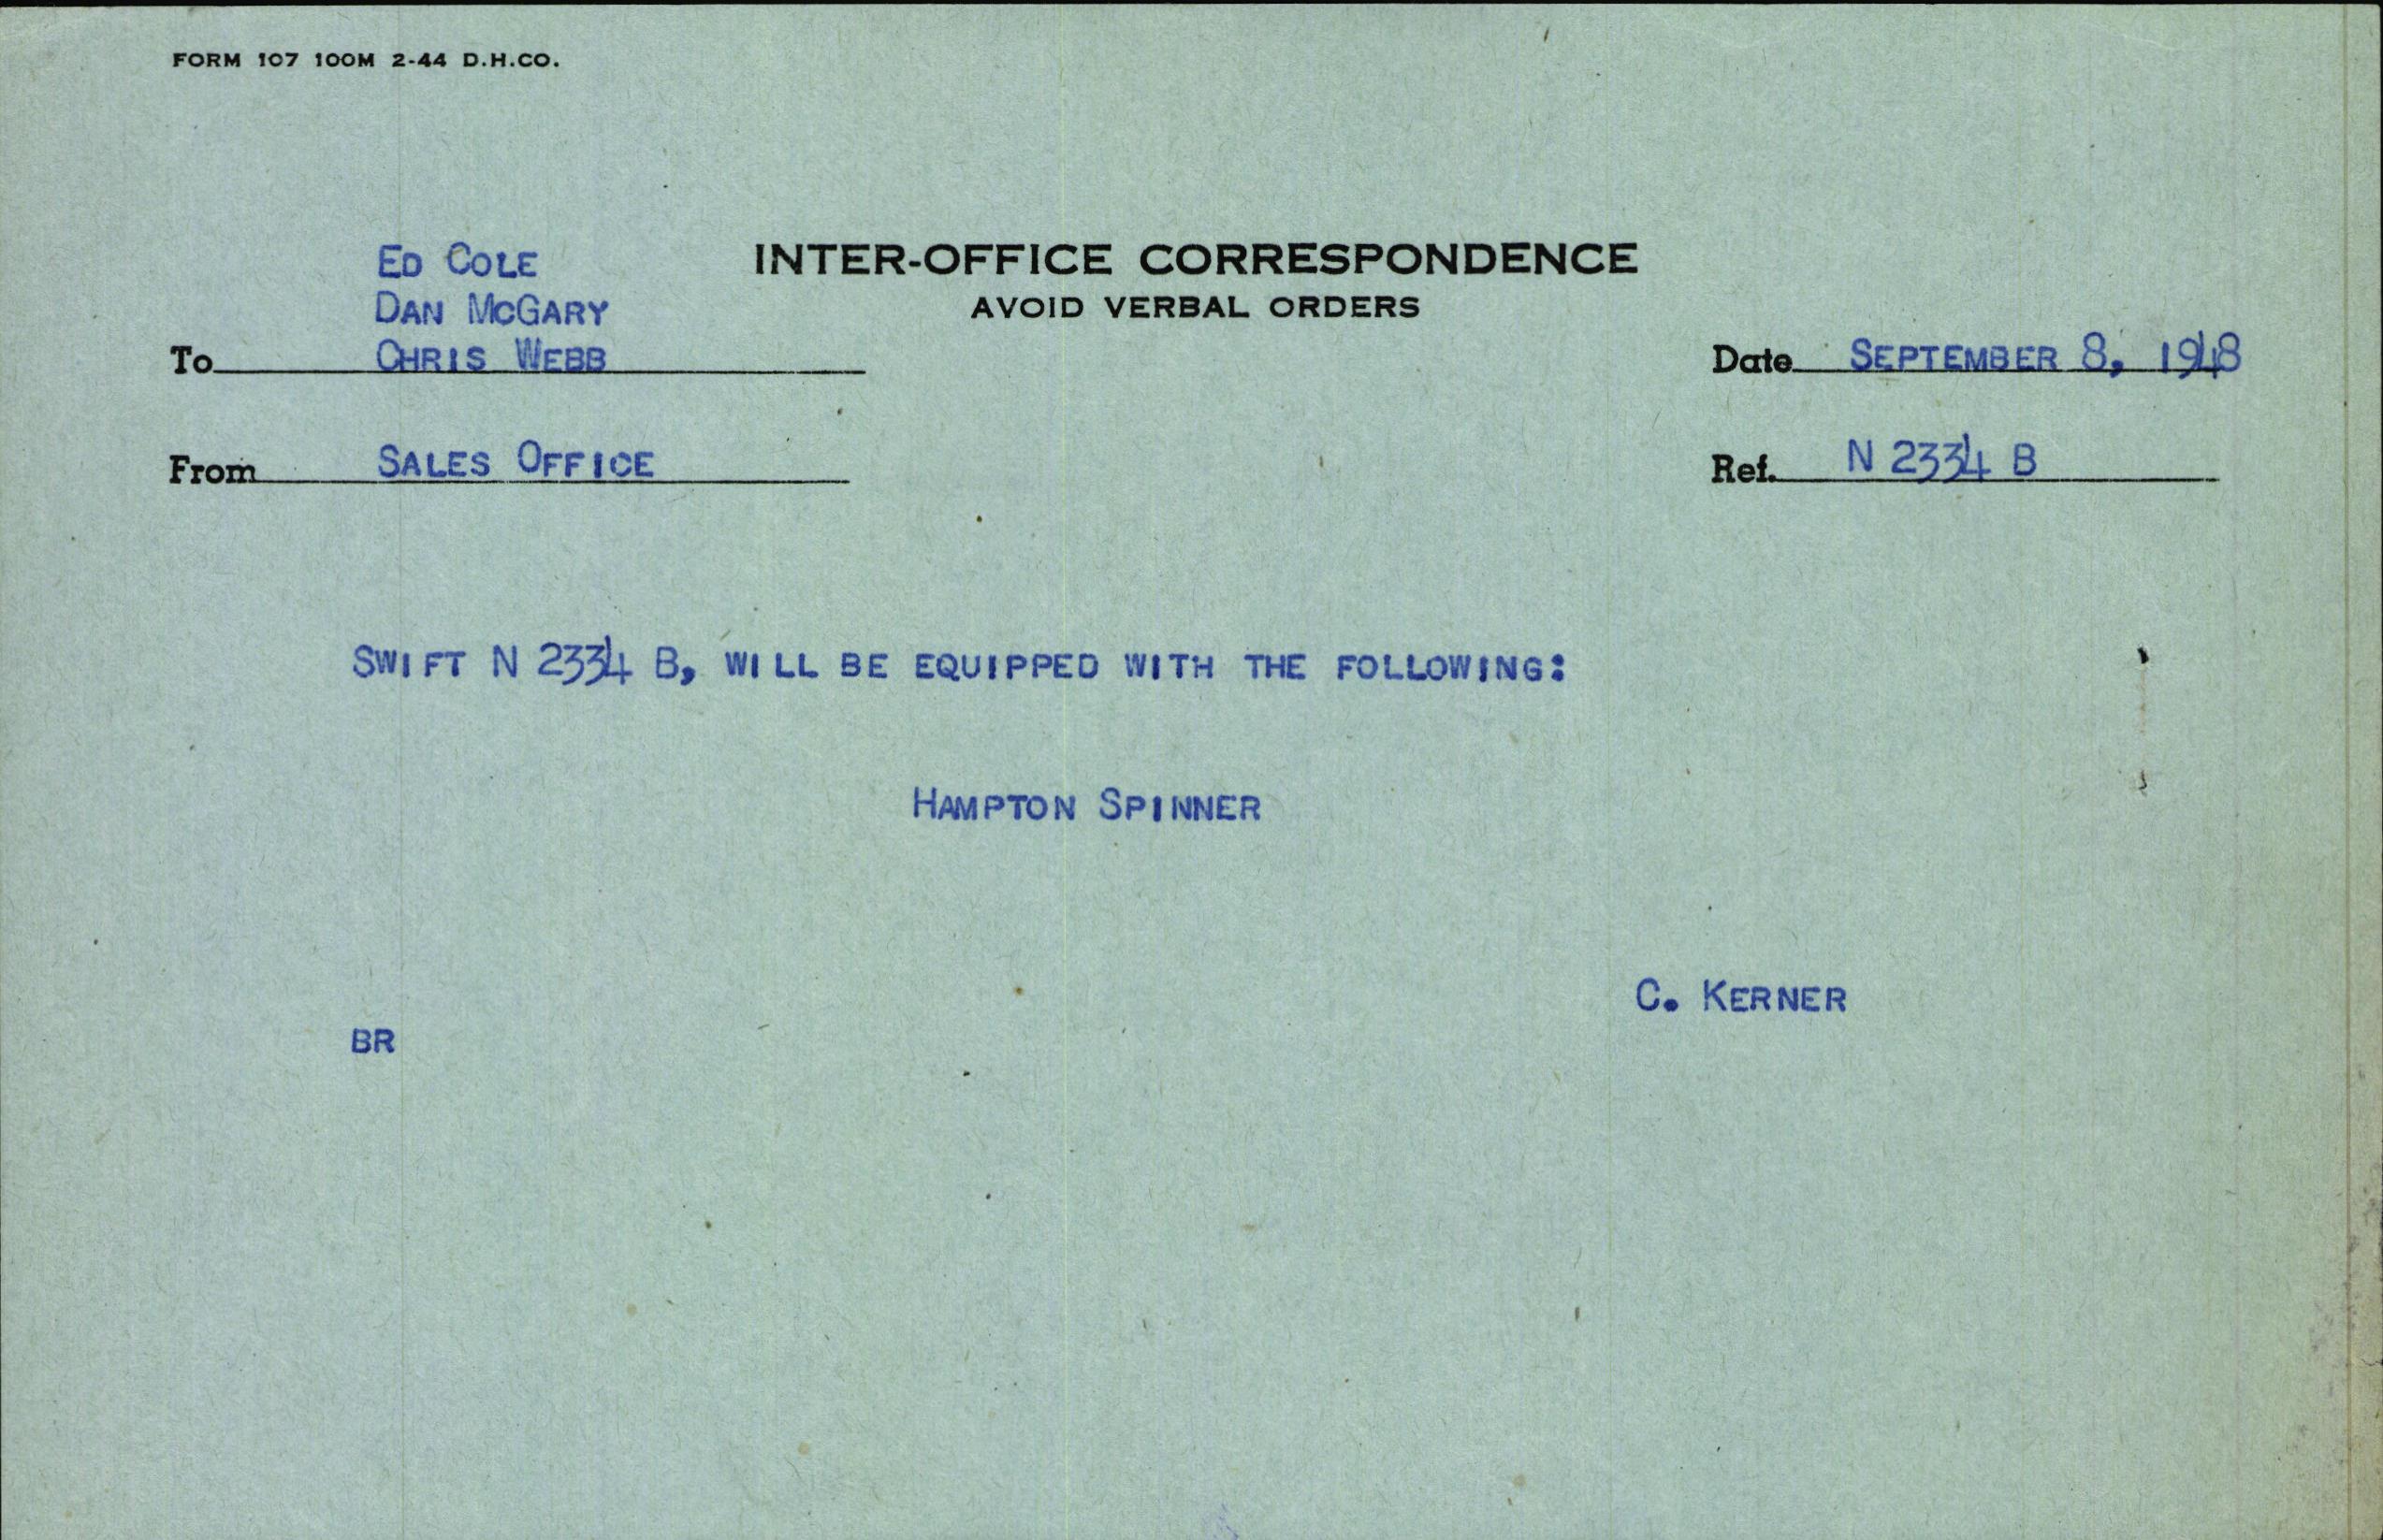 FORM 107 100M 2-44 D.H.CO.
INTER-OFFICE CORRESPONDENCE
AVOID VERBAL ORDERS
ED COLE
DAN MCGARY
To CHRIS WEBB
Date SEPTEMBER 8, 1948
From SALES OFFICE
Ref. N 2334 B
SWIFT N 2334 B, WILL BE EQUIPPED WITH THE FOLLOWING:
HAMPTON SPINNER
C. KERNER
BR